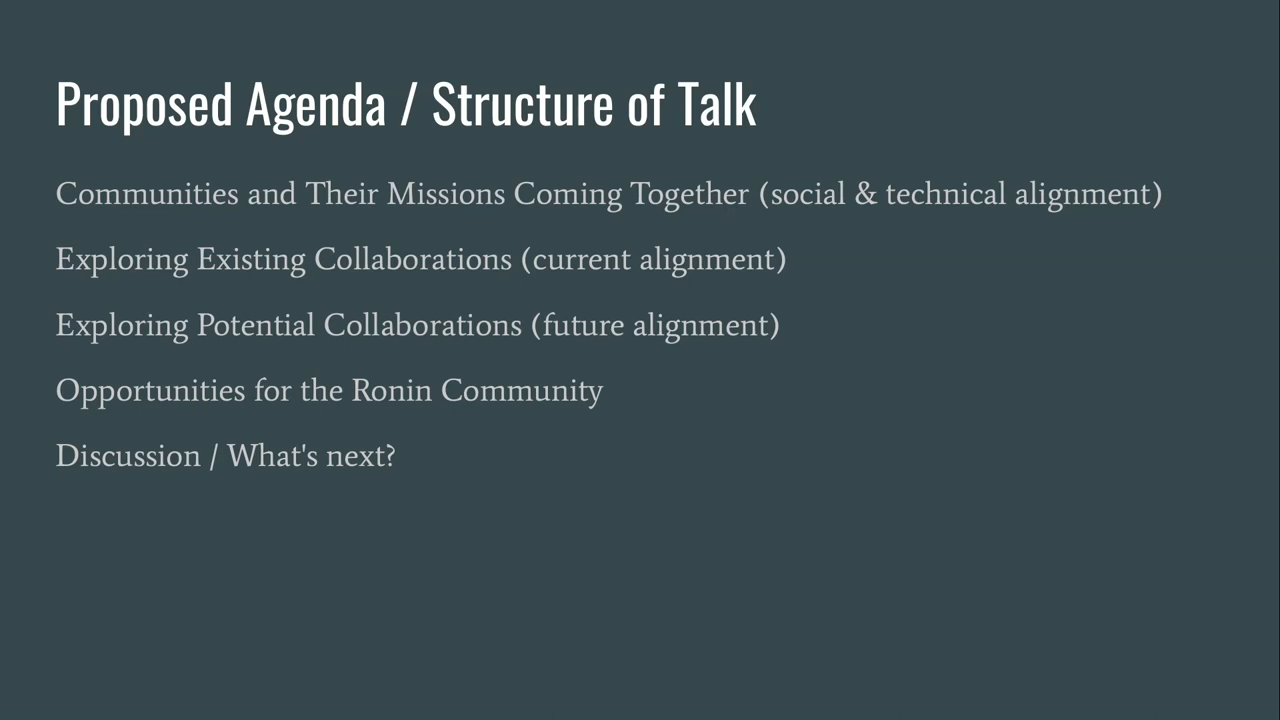 Proposed Agenda / Structure of Talk
Communities and Their Missions Coming Together (social & technical alignment)
Exploring Existing Collaborations (current alignment)
Exploring Potential Collaborations (future alignment)
Opportunities for the Ronin Community
Discussion / What's next?